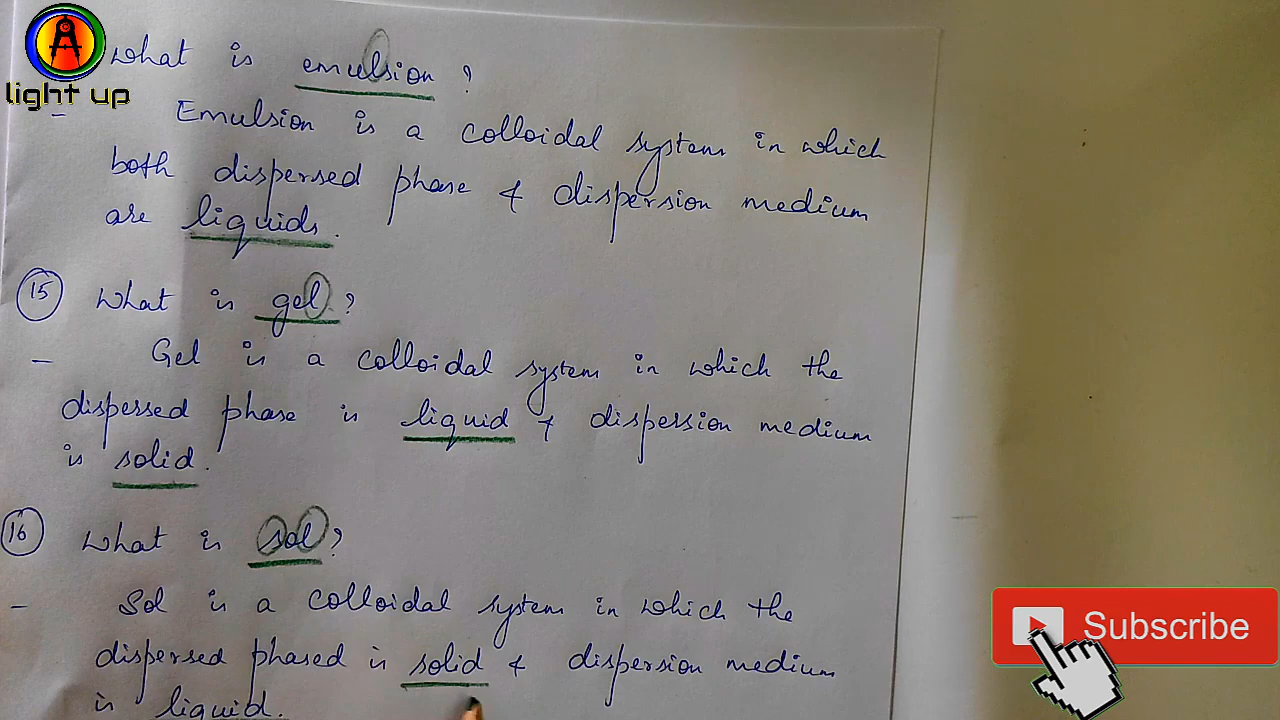 light up
What is emulsion ?
- Emulsion is a colloidal system in which
both dispersed phase & dispersion medium
are liquids.
15 What is gel ?
- Gel is a colloidal system in which the
dispersed phase is liquid & dispersion medium
is solid.
16 What is sol ?
- Sol is a colloidal system in which the
dispersed phased is solid & dispersion medium
is liquid.
Subscribe